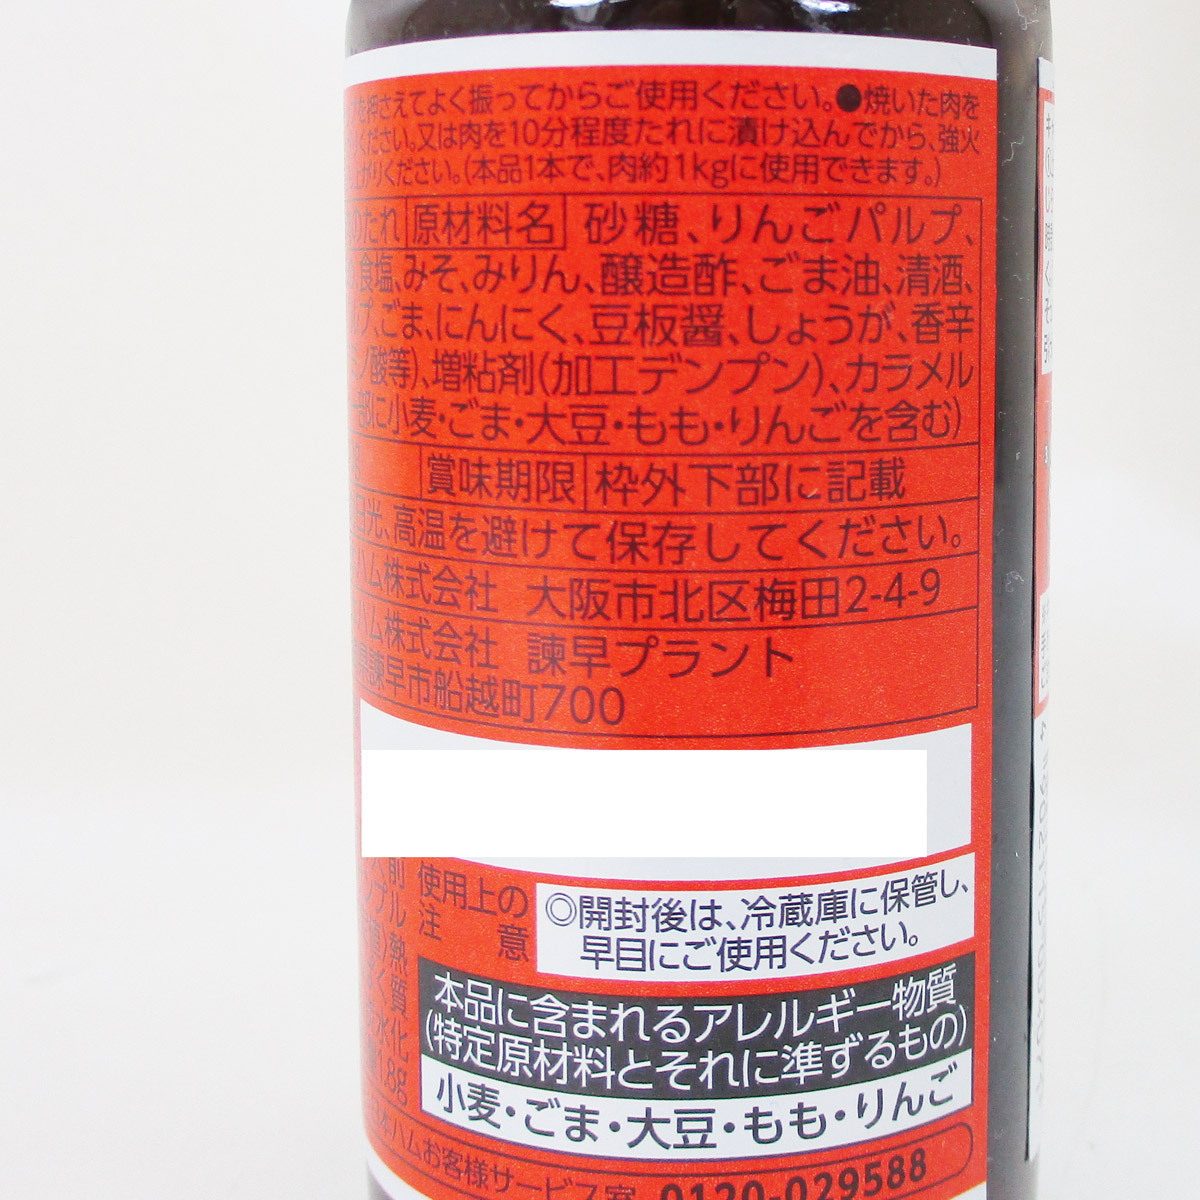 を押さえてよく振ってからご使用ください。●焼いた肉を
ください。又は肉を10分程度たれに漬け込んでから、強火
上がりください。(本品1本で、肉約1kgに使用できます。)
のたれ 原材料名 砂糖、りんごパルプ、
食塩、みそ、みりん、醸造酢、ごま油、清酒、
プ、ごま、にんにく、豆板醤、しょうが、香辛
ミノ酸等)、増粘剤(加工デンプン)、カラメル
一部に小麦・ごま・大豆・もも・りんごを含む)
賞味期限 枠外下部に記載
日光、高温を避けて保存してください。
ハム株式会社 大阪市北区梅田2-4-9
ハム株式会社 諫早プラント
県諫早市船越町700
使用上の
注 意
◎開封後は、冷蔵庫に保管し、
早目にご使用ください。
本品に含まれるアレルギー物質
(特定原材料とそれに準ずるもの)
小麦・ごま・大豆・もも・りんご
本ハムお客様サービス室 0120-029588